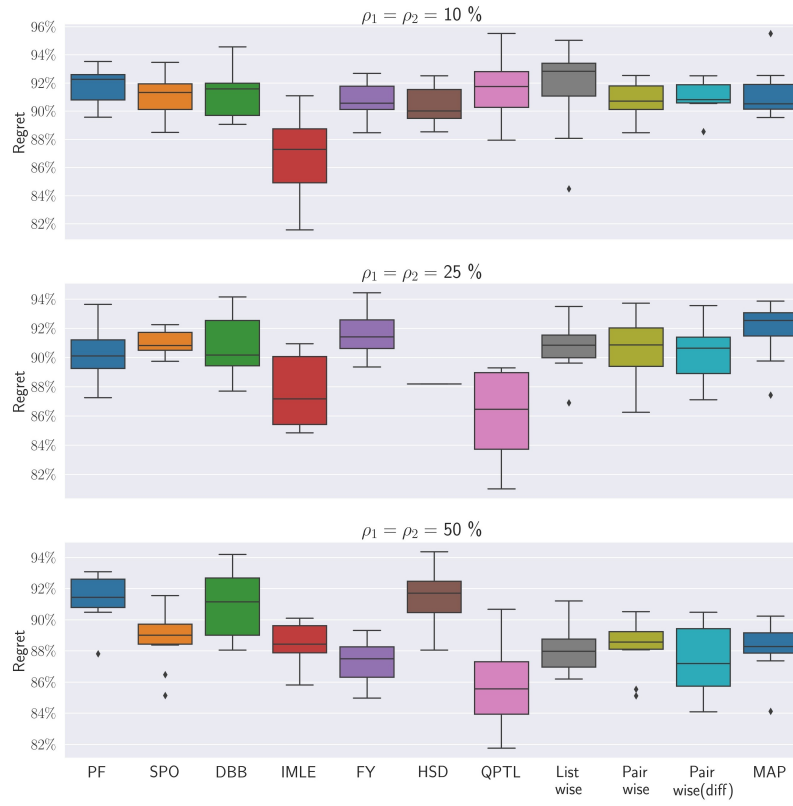 ρ₁ = ρ₂ = 10 %
96%
94%
92%
90%
88%
86%
84%
82%
Regret
ρ₁ = ρ₂ = 25 %
94%
92%
90%
88%
86%
84%
82%
Regret
ρ₁ = ρ₂ = 50 %
94%
92%
90%
88%
86%
84%
82%
Regret
PF SPO DBB IMLE FY HSD QPTL List Pair Pair MAP
wise wise wise(diff)